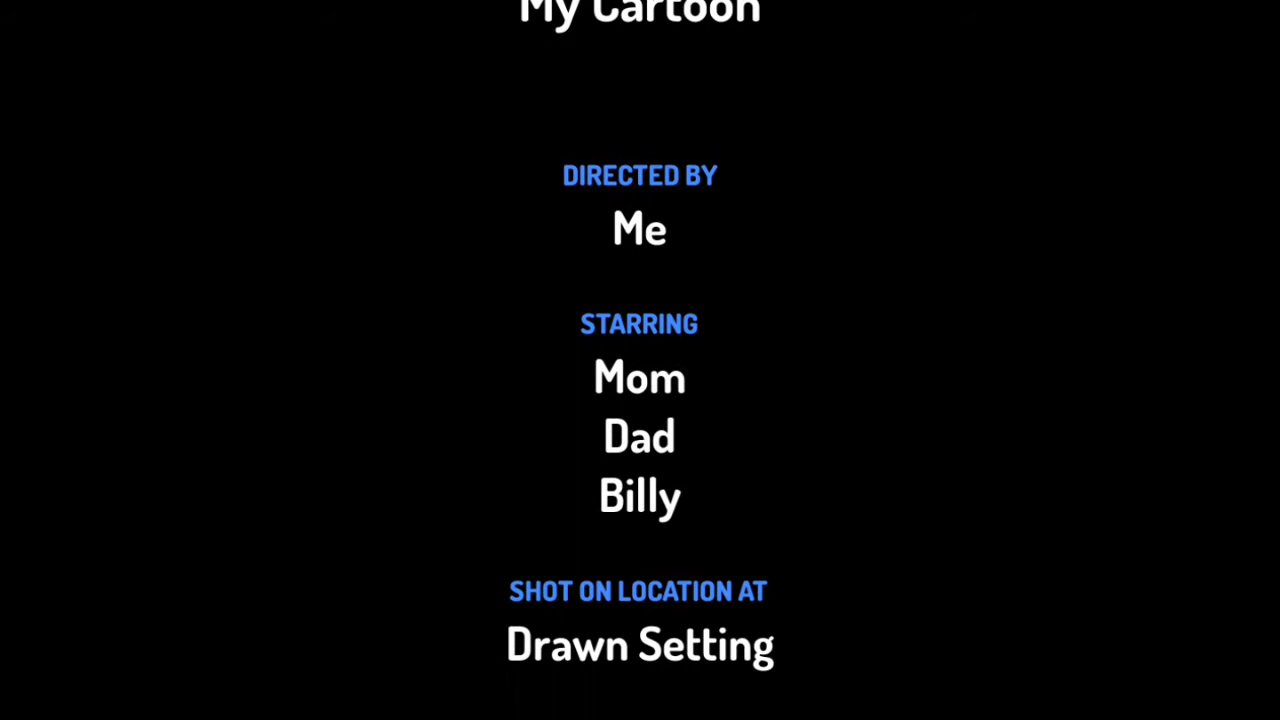 My Cartoon
DIRECTED BY
Me
STARRING
Mom
Dad
Billy
SHOT ON LOCATION AT
Drawn Setting